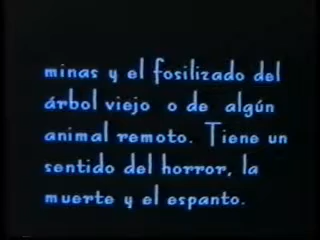 minas y el fosilizado del
árbol viejo o de algún
animal remoto. Tiene un
sentido del horror, la
muerte y el espanto.